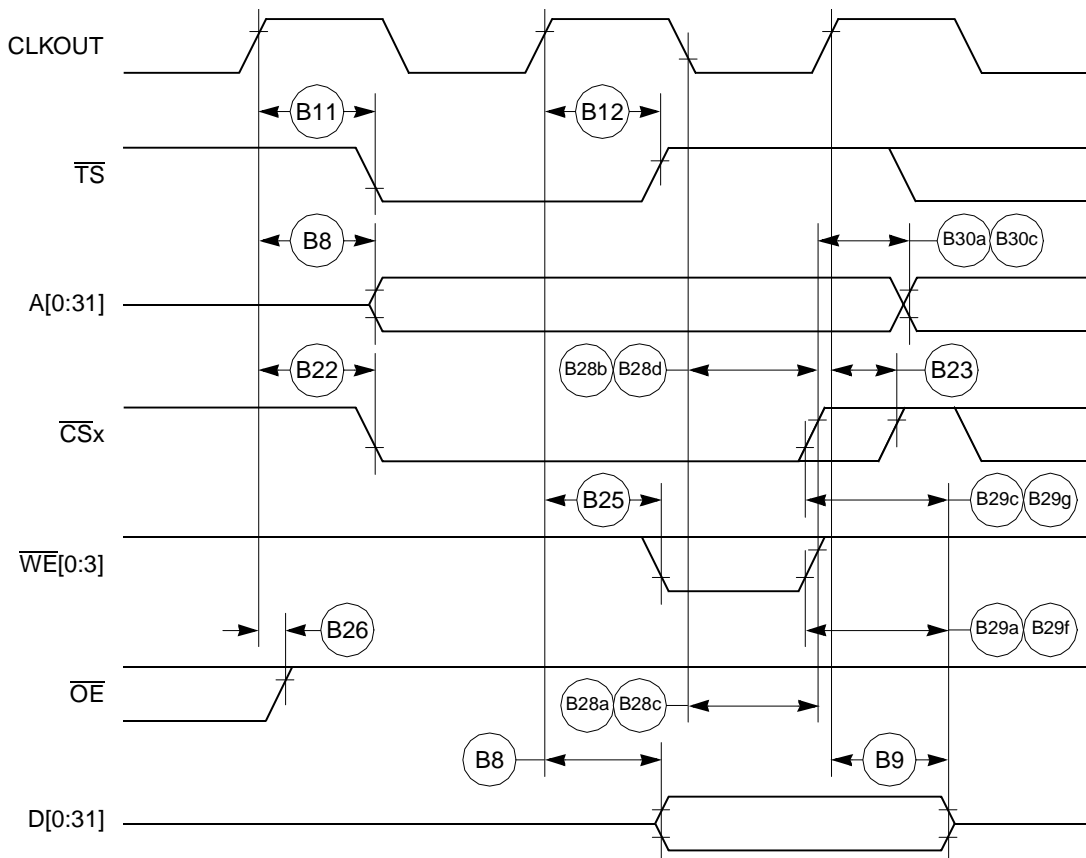 CLKOUT
B11 B12
TS
B8 B30a B30c
A[0:31]
B22 B28b B28d B23
CSx
B25 B29c B29g
WE[0:3]
B26 B29a B29f
OE
B28a B28c
B8 B9
D[0:31]